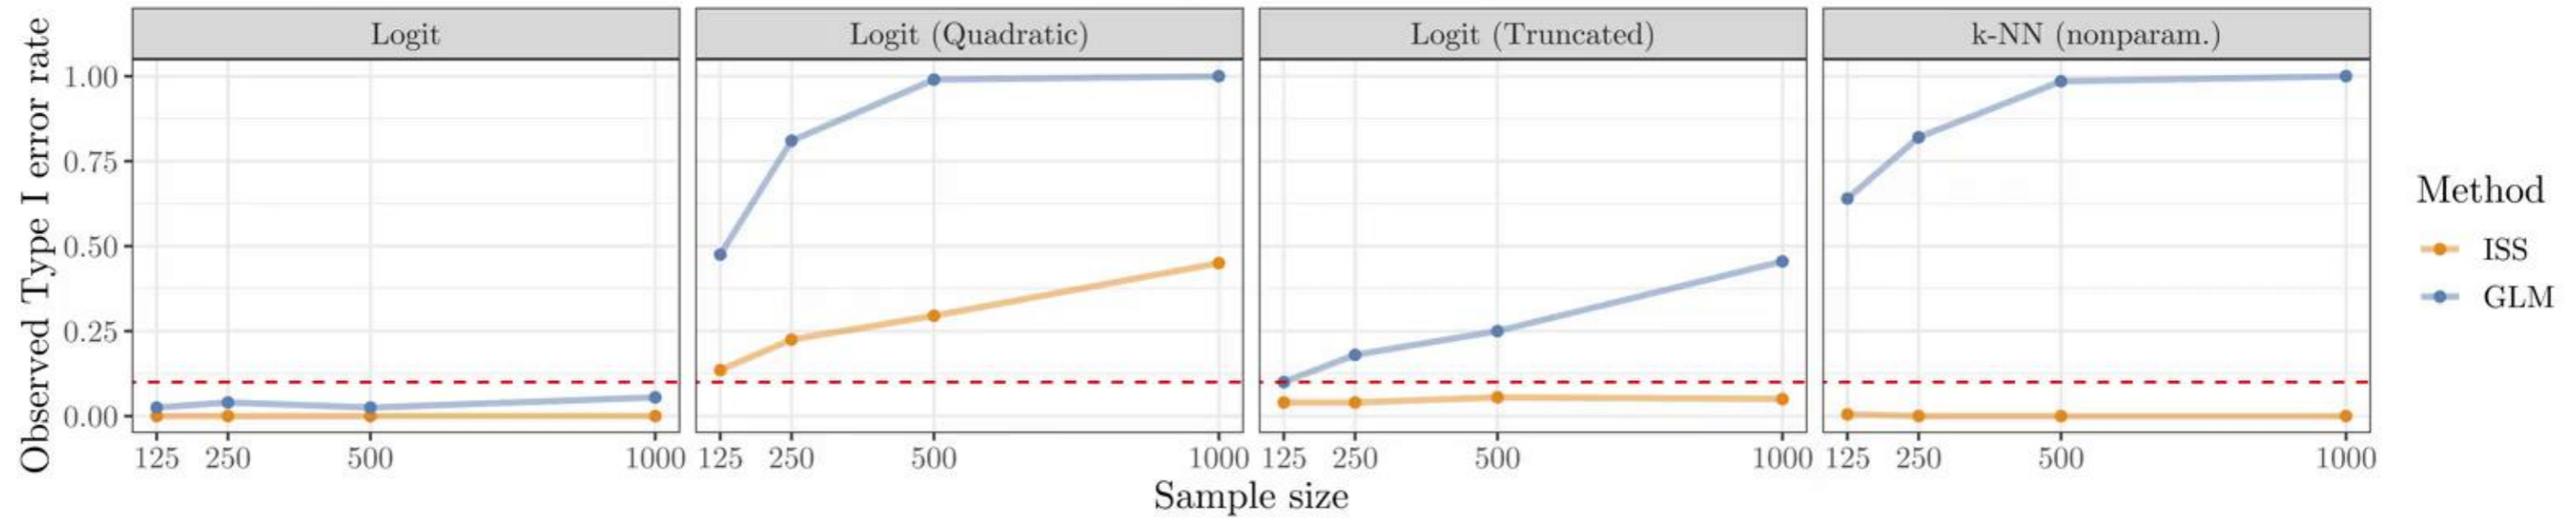 Logit
Logit (Quadratic)
Logit (Truncated)
k-NN (nonparam.)
Observed Type I error rate
1.00
0.75
0.50
0.25
0.00
125 250 500 1000
125 250 500 1000
125 250 500 1000
125 250 500 1000
Sample size
Method
ISS
GLM